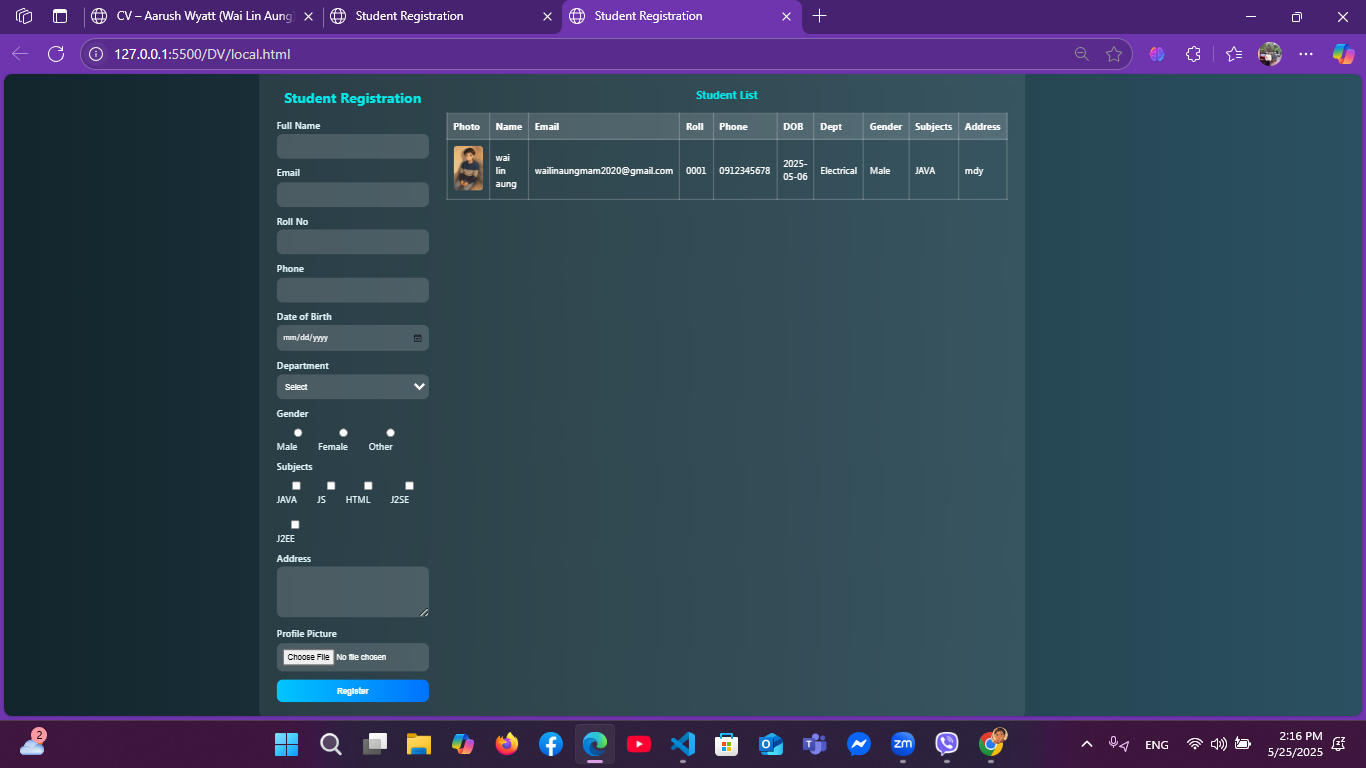 CV – Aarush Wyatt (Wai Lin Aung
Student Registration
Student Registration
127.0.0.1:5500/DV/local.html
Student Registration
Full Name
Email
Roll No
Phone
Date of Birth
mm/dd/yyyy
Department
Select
Gender
Male Female Other
Subjects
JAVA JS HTML J2SE
J2EE
Address
Profile Picture
Choose File No file chosen
Register
Student List
Photo Name Email Roll Phone DOB Dept Gender Subjects Address
wai
lin
aung
wailinaungmam2020@gmail.com
0001
0912345678
2025-
05-06
Electrical
Male
JAVA
mdy
2
zm
ENG
2:16 PM
5/25/2025